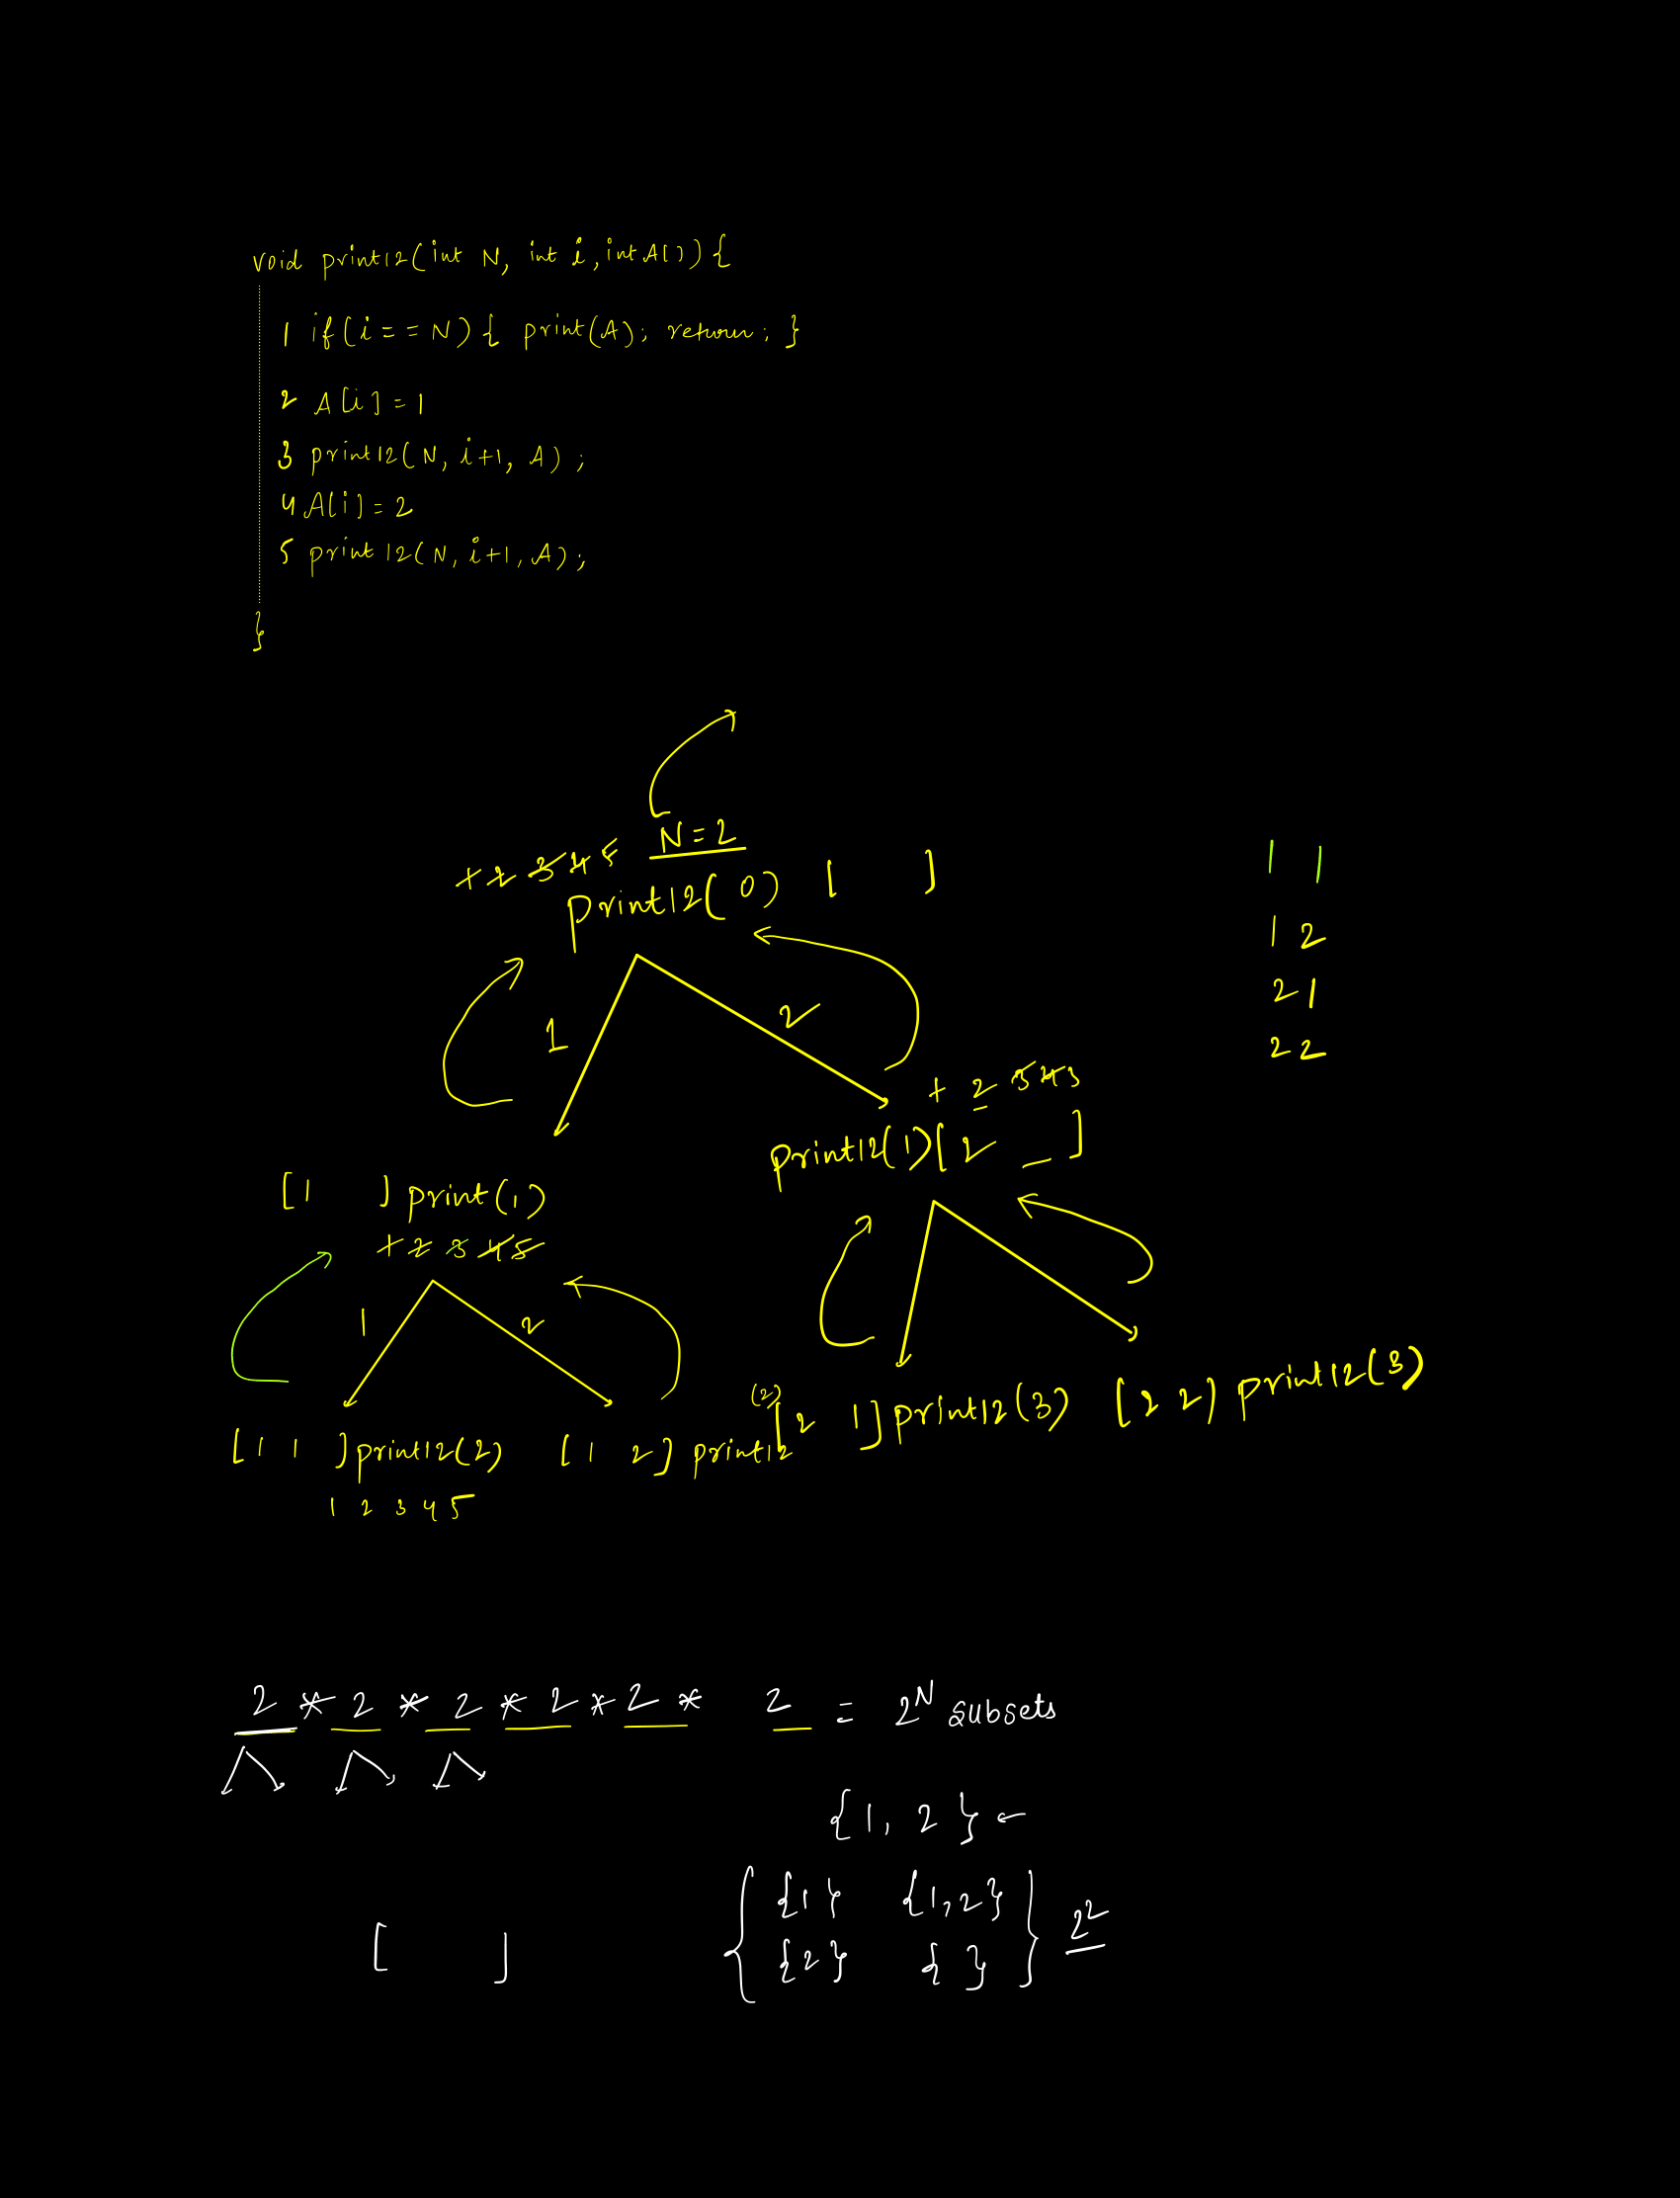 void print12(int N, int i, int A[]) {
1 if(i==N) { print(A); return; }
2 A[i]=1
3 print12(N, i+1, A);
4 A[i]=2
5 print12(N, i+1, A);
}
N=2
1 2 3 4 5
print12(0) [ ]
1 1
1 2
2 1
2 2
1 2
1 2 3 4 5
print12(1) [2 _ ]
[1 ] print(1)
1 2 3 4 5
1 2
[1 1 ] print12(2) [1 2] print12 (2) [2 1] print12(3) [2 2] print12(3)
1 2 3 4 5
2 * 2 * 2 * 2 * 2 * 2 = 2^N subsets
{1, 2} ←
{ {1} {1,2} } 2^2
{2} { }
[ ]